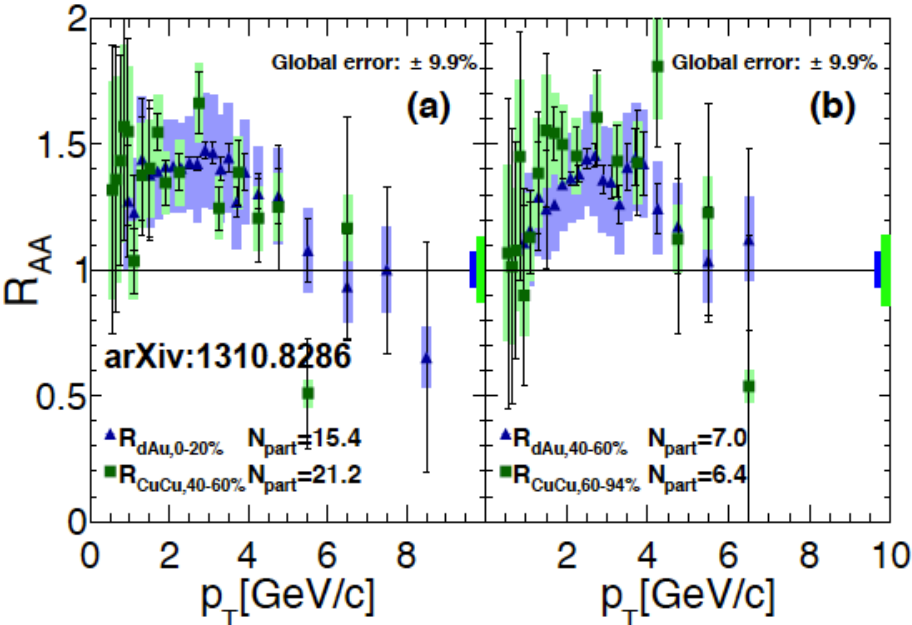 2
Global error: ± 9.9%
Global error: ± 9.9%
(a)
(b)
1.5
R_AA
1
arXiv:1310.8286
0.5
R_dAu,0-20% N_part=15.4
R_CuCu,40-60% N_part=21.2
R_dAu,40-60% N_part=7.0
R_CuCu,60-94% N_part=6.4
0
0 2 4 6 8
2 4 6 8 10
p_T[GeV/c]
p_T[GeV/c]